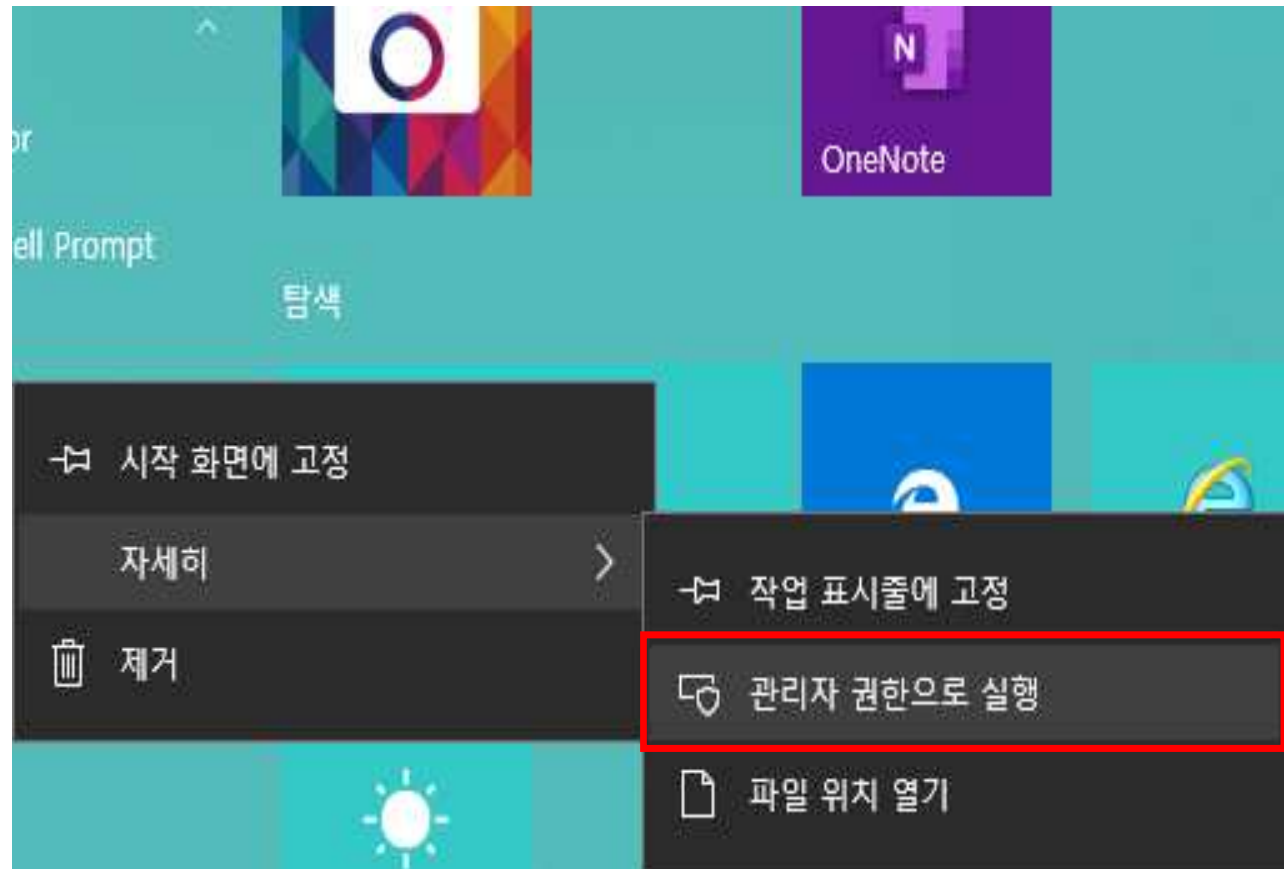 or
N
OneNote
ell Prompt
탐색
시작 화면에 고정
자세히
제거
작업 표시줄에 고정
관리자 권한으로 실행
파일 위치 열기